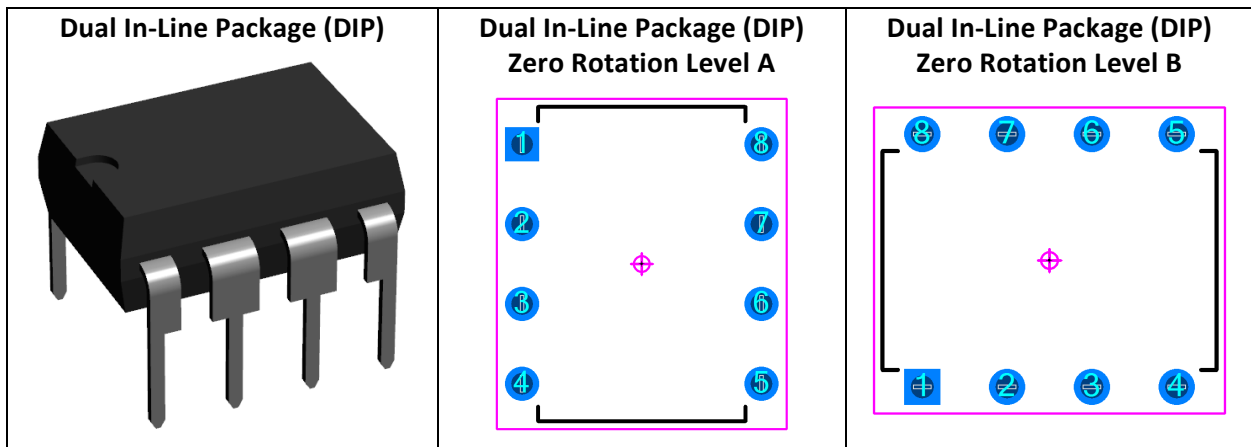 Dual In-Line Package (DIP)
Dual In-Line Package (DIP)
Zero Rotation Level A
1 8
2 7
3 6
4 5
Dual In-Line Package (DIP)
Zero Rotation Level B
8 7 6 5
1 2 3 4